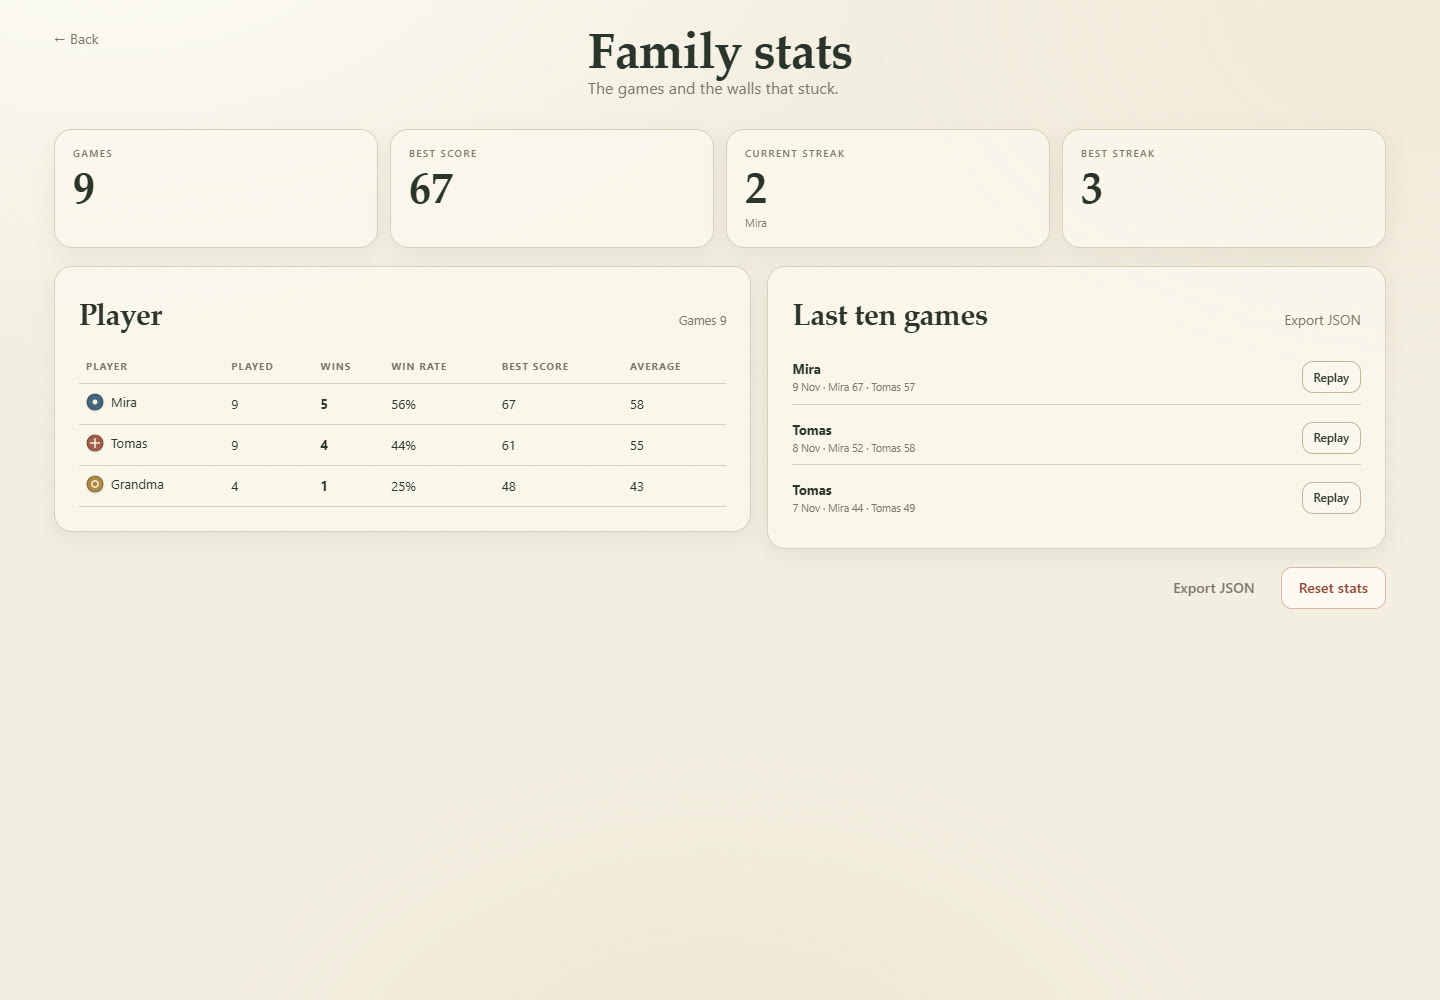 ← Back
Family stats
The games and the walls that stuck.
GAMES
9
BEST SCORE
67
CURRENT STREAK
2
Mira
BEST STREAK
3
Player
Games 9
PLAYER PLAYED WINS WIN RATE BEST SCORE AVERAGE
Mira 9 5 56% 67 58
Tomas 9 4 44% 61 55
Grandma 4 1 25% 48 43
Last ten games
Export JSON
Mira
9 Nov · Mira 67 · Tomas 57
Replay
Tomas
8 Nov · Mira 52 · Tomas 58
Replay
Tomas
7 Nov · Mira 44 · Tomas 49
Replay
Export JSON
Reset stats